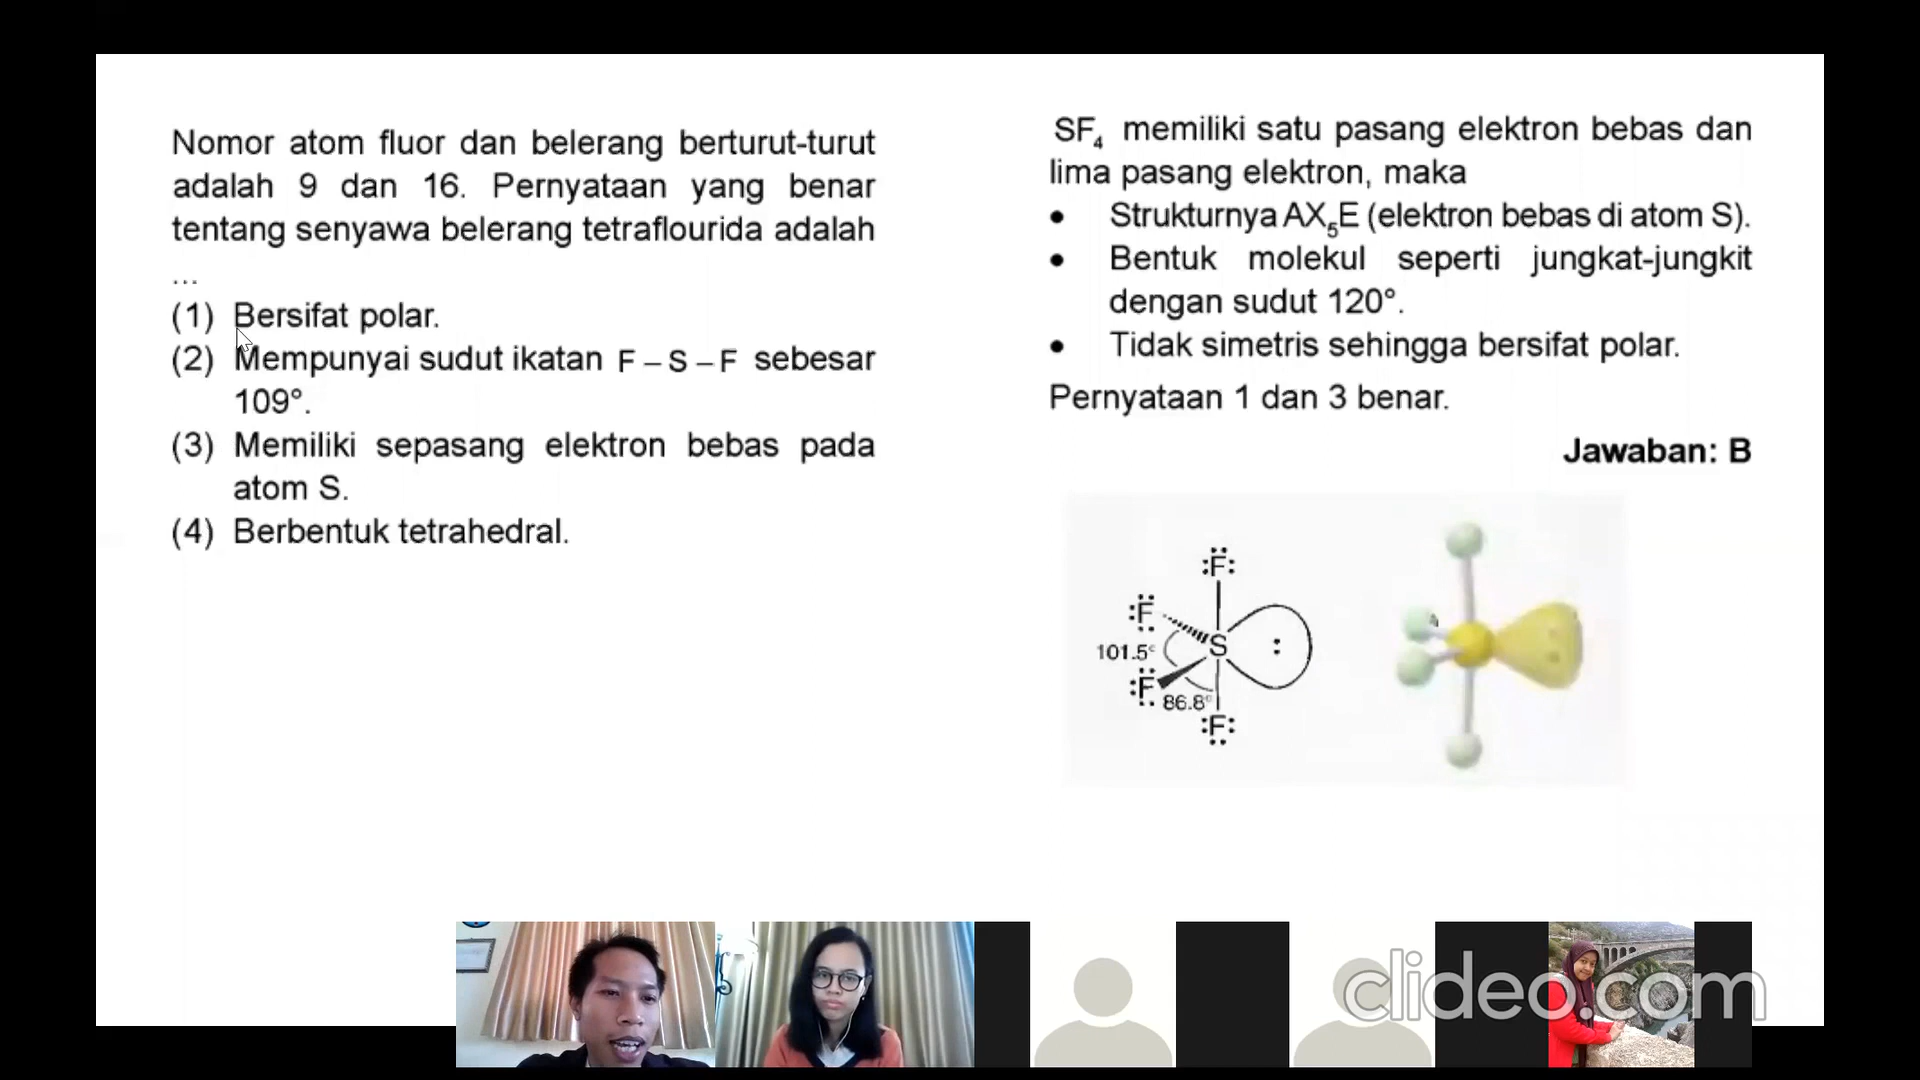 Nomor atom fluor dan belerang berturut-turut
adalah 9 dan 16. Pernyataan yang benar
tentang senyawa belerang tetraflourida adalah
...
(1) Bersifat polar.
(2) Mempunyai sudut ikatan F – S – F sebesar
109°.
(3) Memiliki sepasang elektron bebas pada
atom S.
(4) Berbentuk tetrahedral.
SF₄ memiliki satu pasang elektron bebas dan
lima pasang elektron, maka
• Strukturnya AX₅E (elektron bebas di atom S).
• Bentuk molekul seperti jungkat-jungkit
dengan sudut 120°.
• Tidak simetris sehingga bersifat polar.
Pernyataan 1 dan 3 benar.
Jawaban: B
:F:
:F
S :
101.5°
:F
86.8°
:F:
clideo.com